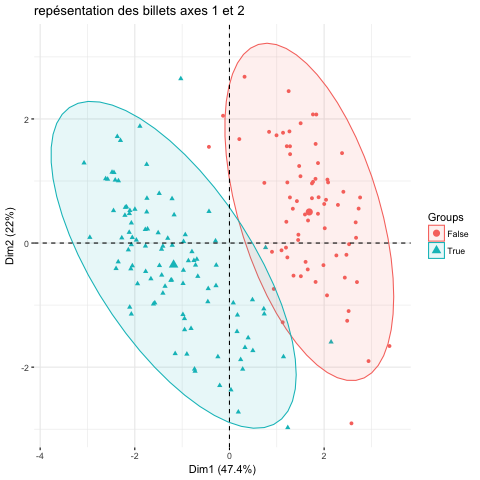 repésentation des billets axes 1 et 2
Dim2 (22%)
2
0
-2
-4
-2
0
2
Dim1 (47.4%)
Groups
False
True